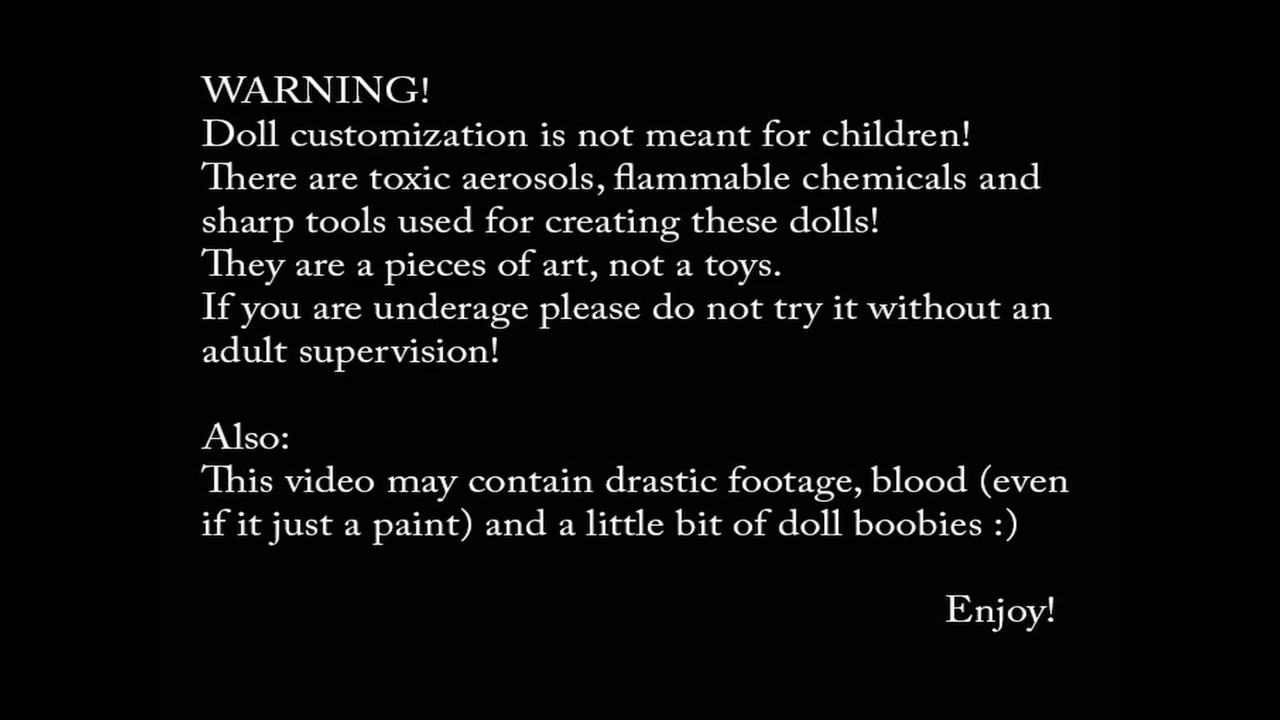 WARNING!
Doll customization is not meant for children!
There are toxic aerosols, flammable chemicals and
sharp tools used for creating these dolls!
They are a pieces of art, not a toys.
If you are underage please do not try it without an
adult supervision!
Also:
This video may contain drastic footage, blood (even
if it just a paint) and a little bit of doll boobies :)
Enjoy!